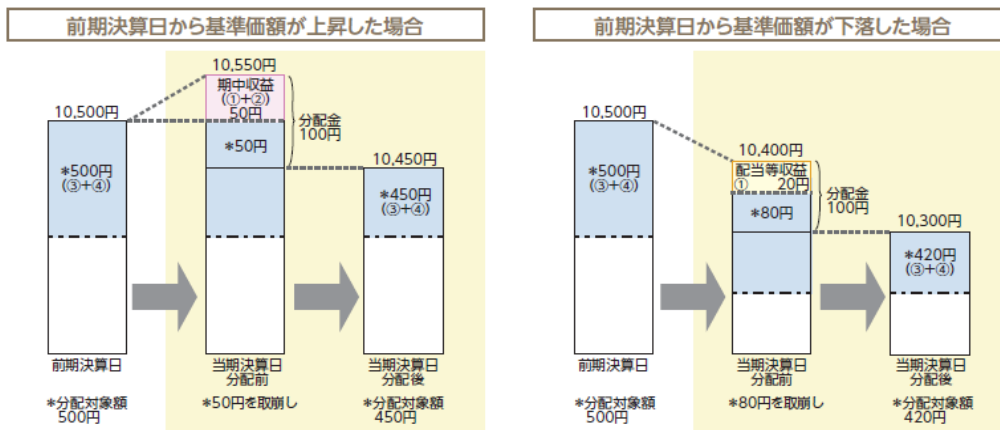 前期決算日から基準価額が上昇した場合
10,550円
期中収益
(①+②)
50円
10,500円
分配金
100円
*500円
(③+④)
*50円
10,450円
*450円
(③+④)
前期決算日
当期決算日
分配前
当期決算日
分配後
*分配対象額
500円
*50円を取崩し
*分配対象額
450円
前期決算日から基準価額が下落した場合
10,500円
*500円
(③+④)
10,400円
配当等収益
① 20円
分配金
100円
*80円
10,300円
*420円
(③+④)
前期決算日
当期決算日
分配前
当期決算日
分配後
*分配対象額
500円
*80円を取崩し
*分配対象額
420円